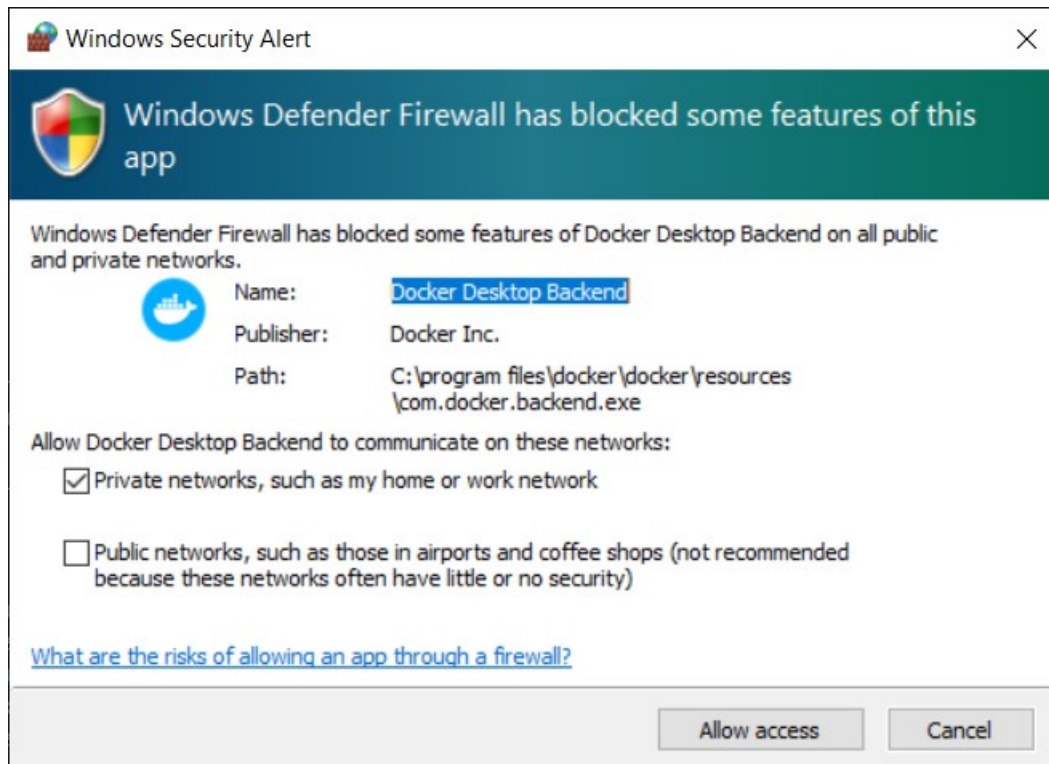 Windows Security Alert
Windows Defender Firewall has blocked some features of this
app
Windows Defender Firewall has blocked some features of Docker Desktop Backend on all public
and private networks.
Name: Docker Desktop Backend
Publisher: Docker Inc.
Path: C:\program files\docker\docker\resources
\com.docker.backend.exe
Allow Docker Desktop Backend to communicate on these networks:
Private networks, such as my home or work network
Public networks, such as those in airports and coffee shops (not recommended
because these networks often have little or no security)
What are the risks of allowing an app through a firewall?
Allow access Cancel